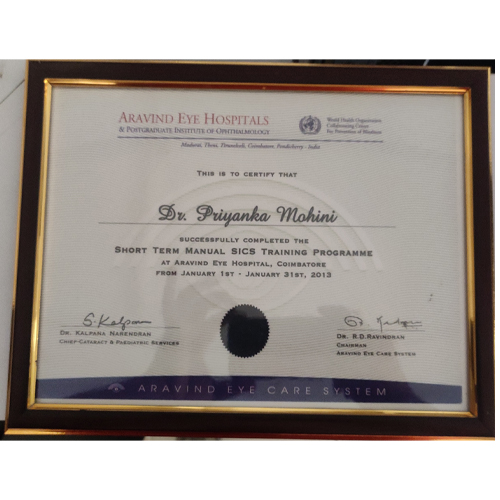 ARAVIND EYE HOSPITALS
& POSTGRADUATE INSTITUTE OF OPHTHALMOLOGY
World Health Organization
Collaborating Centre
for Prevention of Blindness
Madurai, Theni, Tirunelveli, Coimbatore, Pondicherry - India
THIS IS TO CERTIFY THAT
Dr. Priyanka Mohini
SUCCESSFULLY COMPLETED THE
SHORT TERM MANUAL SICS TRAINING PROGRAMME
AT ARAVIND EYE HOSPITAL, COIMBATORE
FROM JANUARY 1ST - JANUARY 31ST, 2013
S. Kalpana
DR. KALPANA NARENDRAN
CHIEF-CATARACT & PAEDIATRIC SERVICES
DR. R.D.RAVINDRAN
CHAIRMAN
ARAVIND EYE CARE SYSTEM
ARAVIND EYE CARE SYSTEM